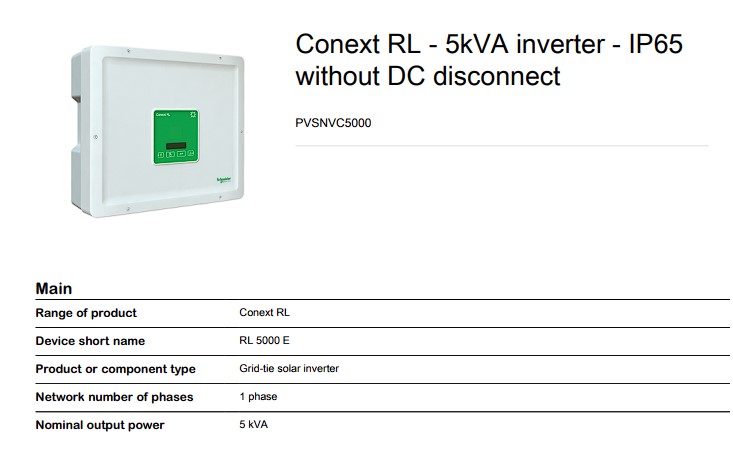 Conext RL - 5kVA inverter - IP65
without DC disconnect
PVSNVC5000
Conext RL
Schneider
Main
Range of product Conext RL
Device short name RL 5000 E
Product or component type Grid-tie solar inverter
Network number of phases 1 phase
Nominal output power 5 kVA